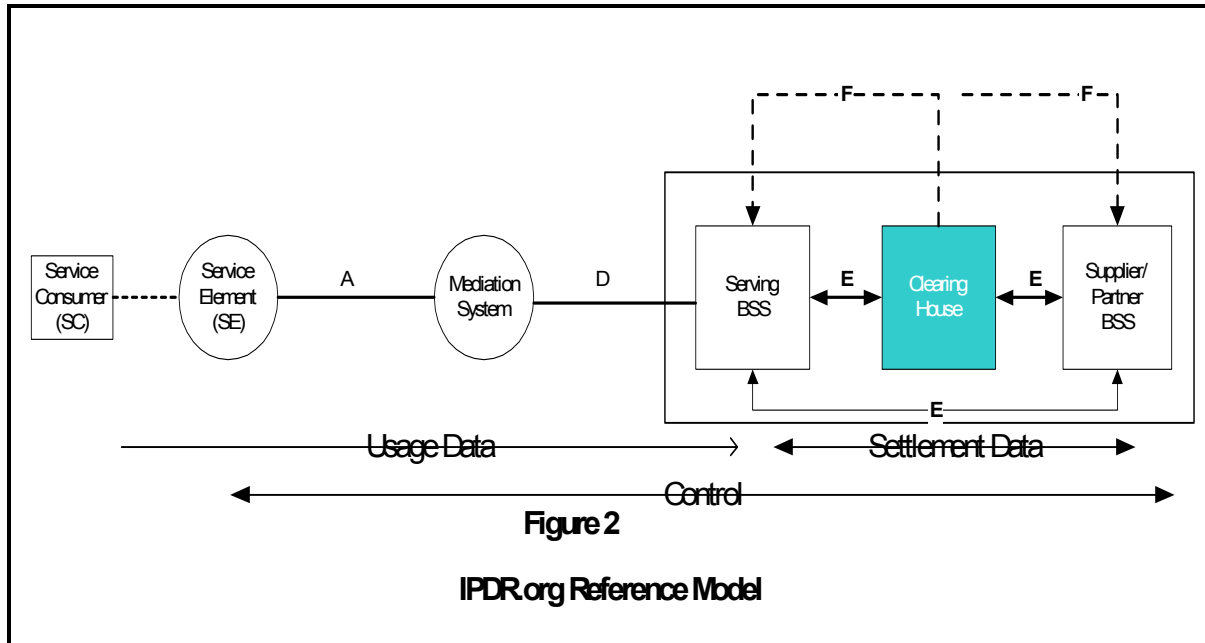 F
F
Service
Consumer
(SC)
Service
Element
(SE)
A
Mediation
System
D
Serving
BSS
E
Clearing
House
E
Supplier/
Partner
BSS
E
Usage Data
Settlement Data
Control
Figure 2
IPDR.org Reference Model